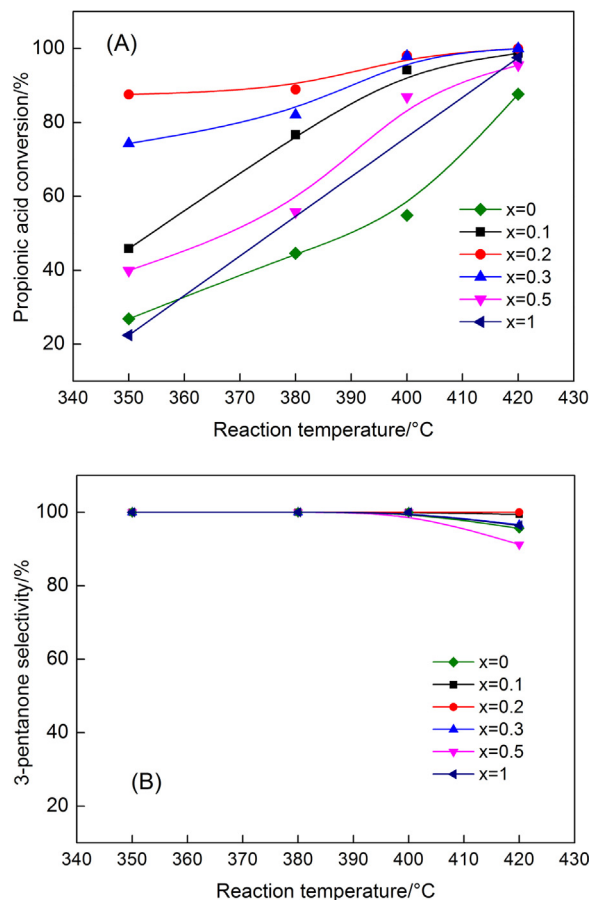 (A)
Propionic acid conversion/%
100
80
60
40
20
x=0
x=0.1
x=0.2
x=0.3
x=0.5
x=1
340 350 360 370 380 390 400 410 420 430
Reaction temperature/°C
3-pentanone selectivity/%
100
80
60
40
20
x=0
x=0.1
x=0.2
x=0.3
x=0.5
x=1
(B)
340 350 360 370 380 390 400 410 420 430
Reaction temperature/°C